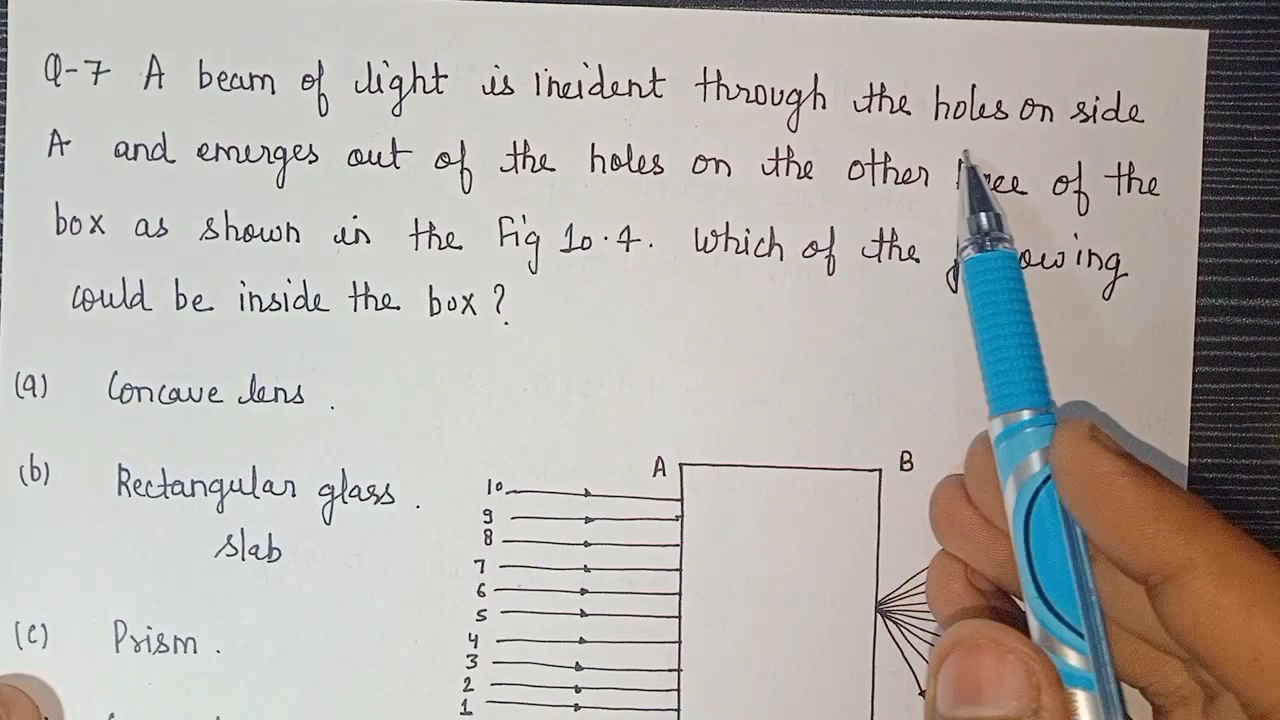 Q-7 A beam of light is incident through the holes on side
A and emerges out of the holes on the other of the
box as shown in the Fig 10.4. Which of the
could be inside the box?
(a) Concave lens.
(b) Rectangular glass.
slab
(c) Prism.
A B
10
9
8
7
6
5
4
3
2
1